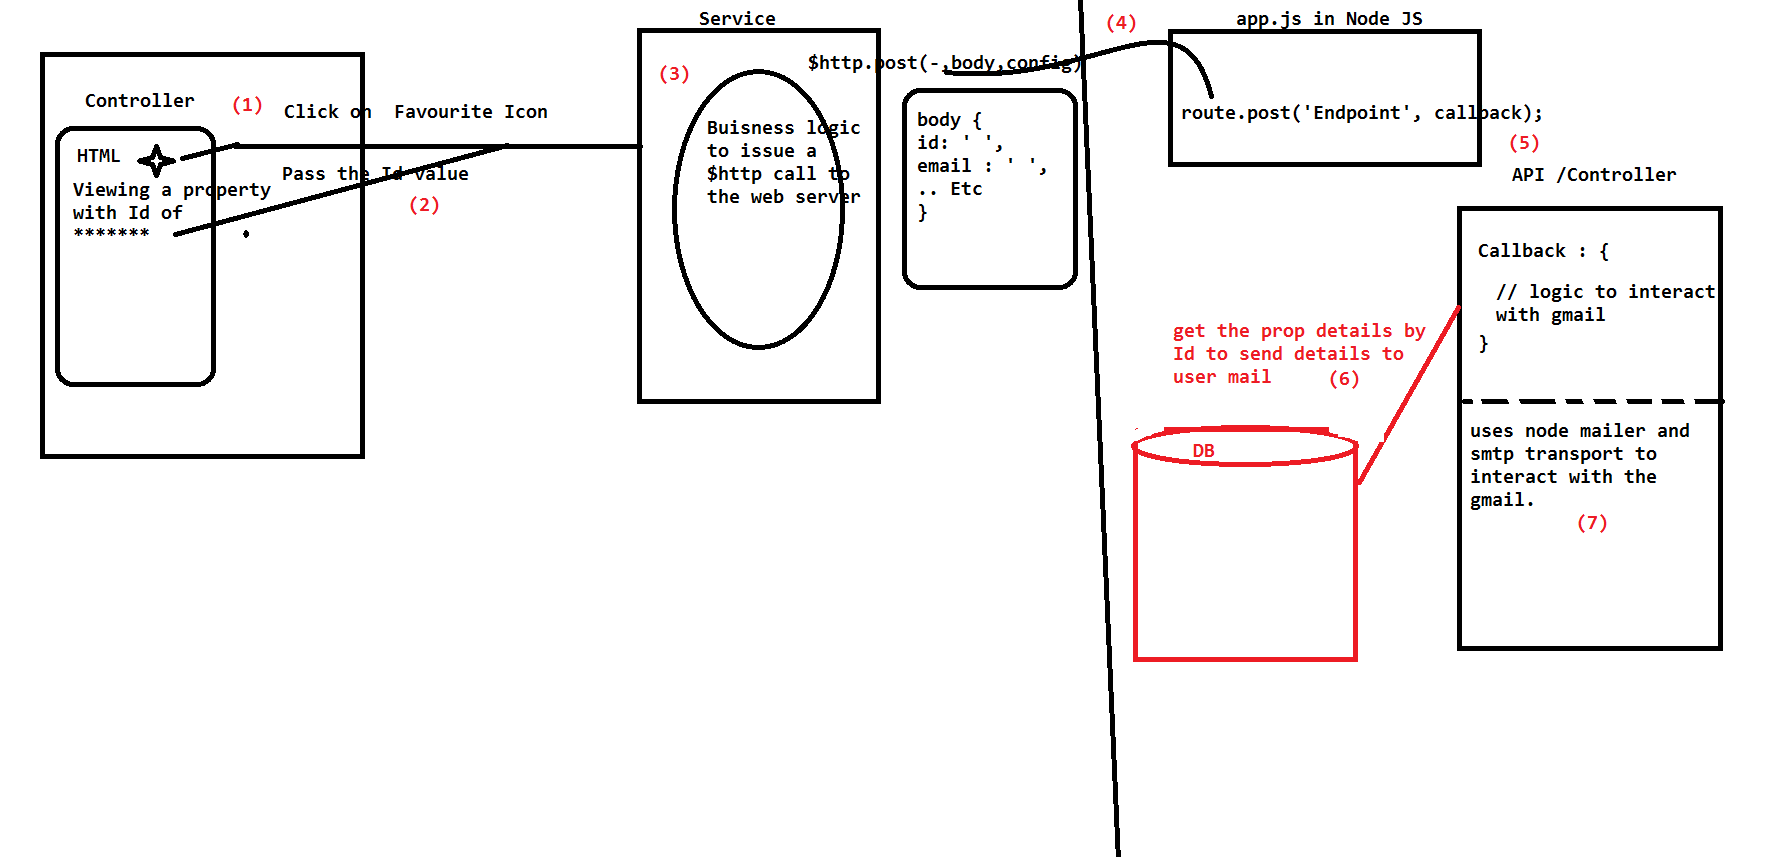 Service
app.js in Node JS
(4)
$http.post(-,body,config)
(3)
Controller
(1)
Click on  Favourite Icon
HTML
Viewing a property
with Id of
*******
Pass the Id value
(2)
Buisness logic
to issue a
$http call to
the web server
body {
id: ' ',
email : ' ',
.. Etc
}
route.post('Endpoint', callback);
(5)
API /Controller
Callback : {
// logic to interact
with gmail
}
get the prop details by
Id to send details to
user mail
(6)
DB
uses node mailer and
smtp transport to
interact with the
gmail.
(7)